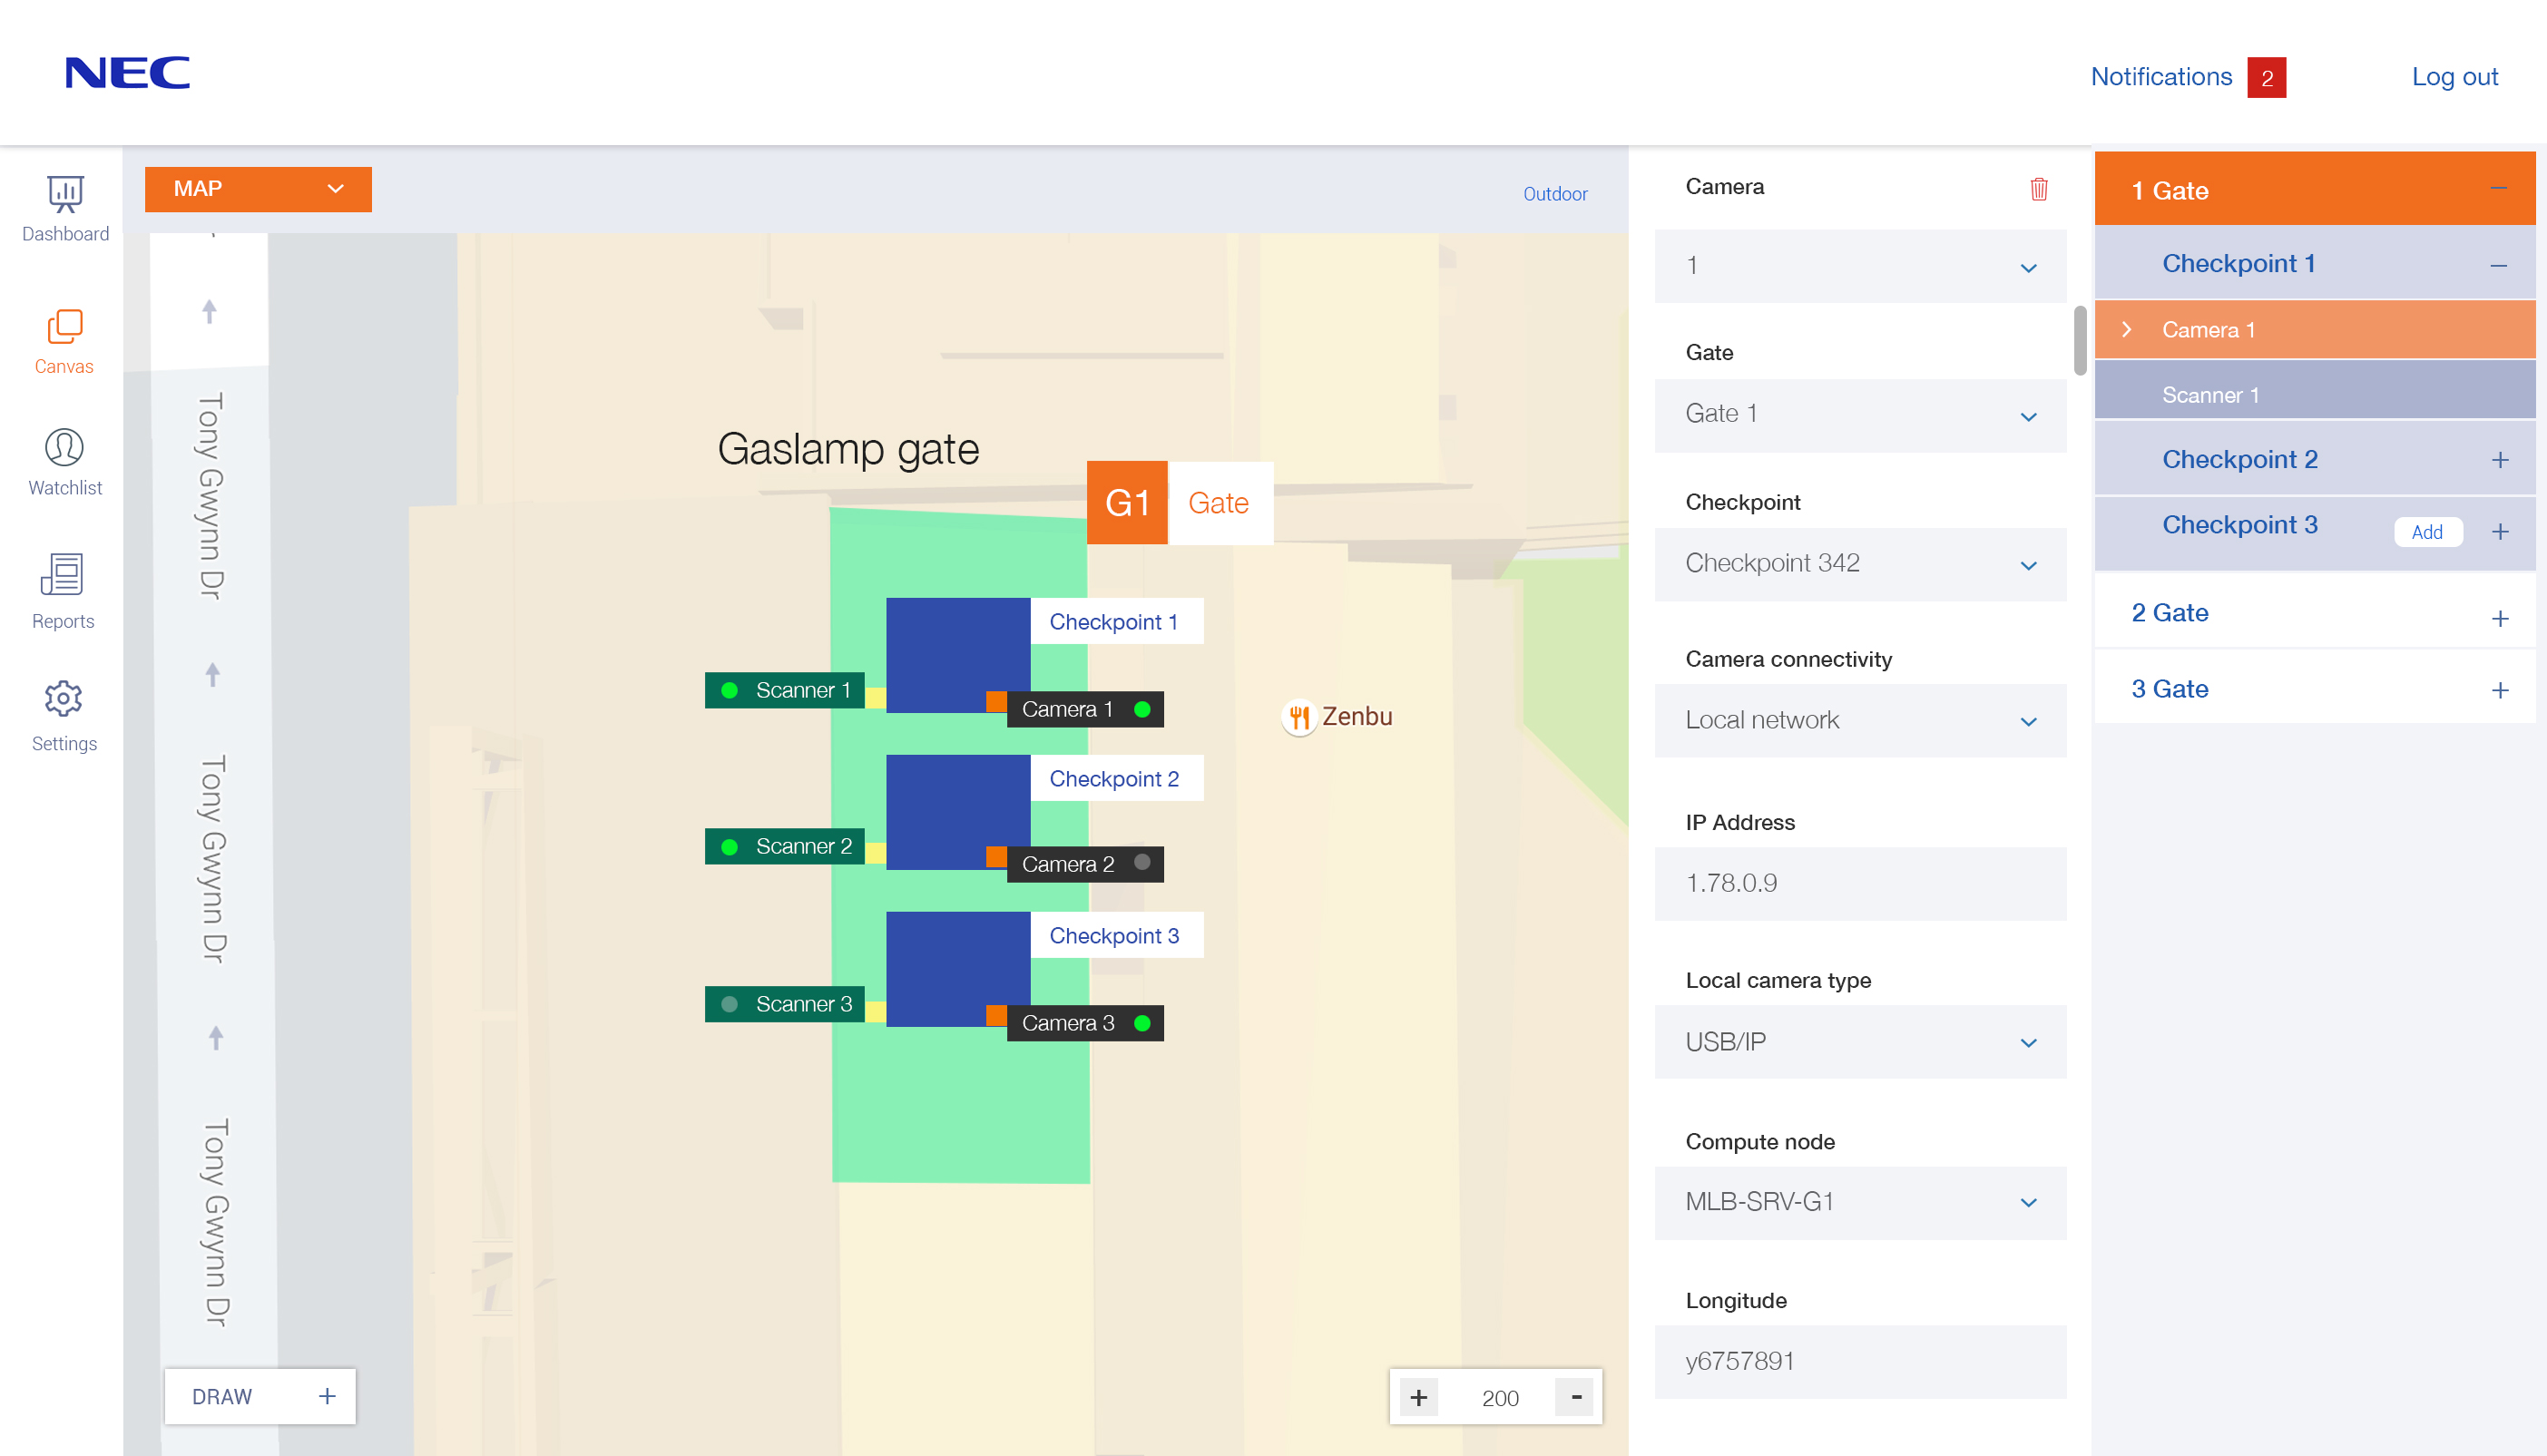 NEC
Notifications 2
Log out
Dashboard
Canvas
Watchlist
Reports
Settings
MAP
Outdoor
Tony Gwynn Dr
Tony Gwynn Dr
Tony Gwynn Dr
Gaslamp gate
G1 Gate
Checkpoint 1
Scanner 1
Camera 1
Zenbu
Checkpoint 2
Scanner 2
Camera 2
Checkpoint 3
Scanner 3
Camera 3
DRAW +
+ 200 -
Camera
1
Gate
Gate 1
Checkpoint
Checkpoint 342
Camera connectivity
Local network
IP Address
1.78.0.9
Local camera type
USB/IP
Compute node
MLB-SRV-G1
Longitude
y6757891
1 Gate
Checkpoint 1
Camera 1
Scanner 1
Checkpoint 2
Checkpoint 3 Add
2 Gate
3 Gate